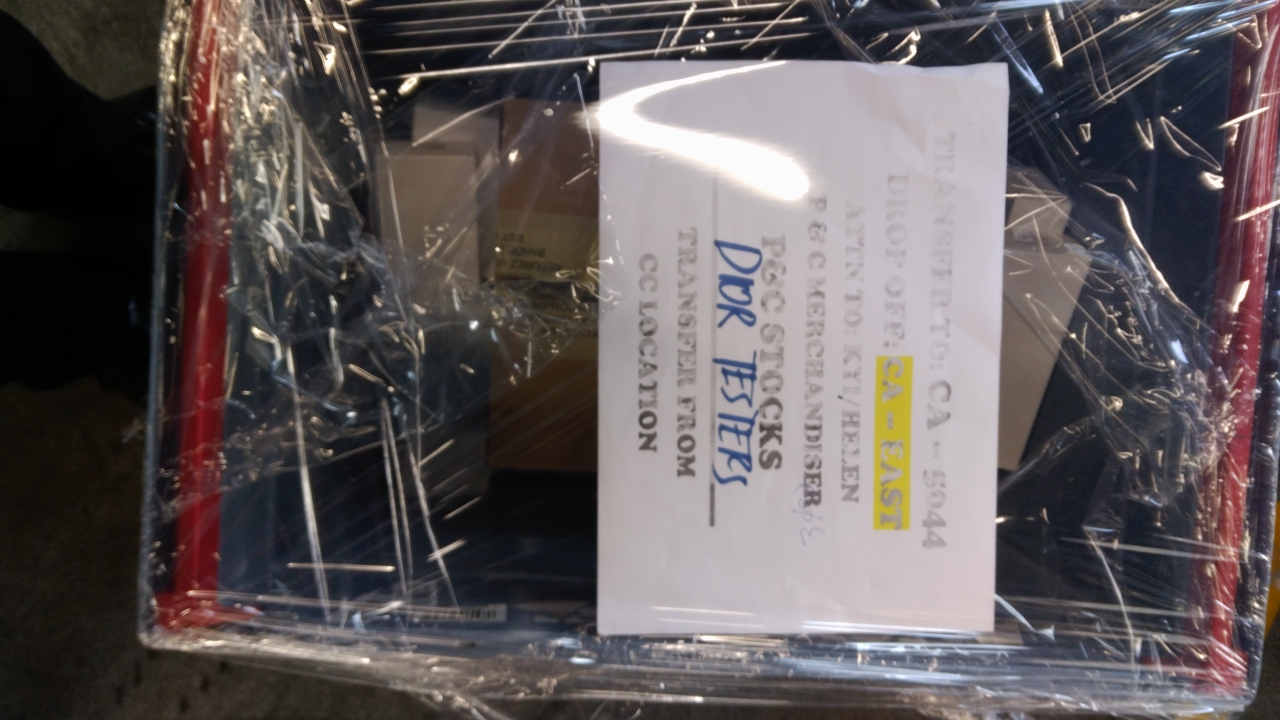 TRANSFER TO: CA - 5044
DROP OFF: CA - EAST
ATTN TO: KYI/HELEN
P & C MERCHANDISER
P&C STOCKS
DIOR TESTERS
TRANSFER FROM
CC LOCATION